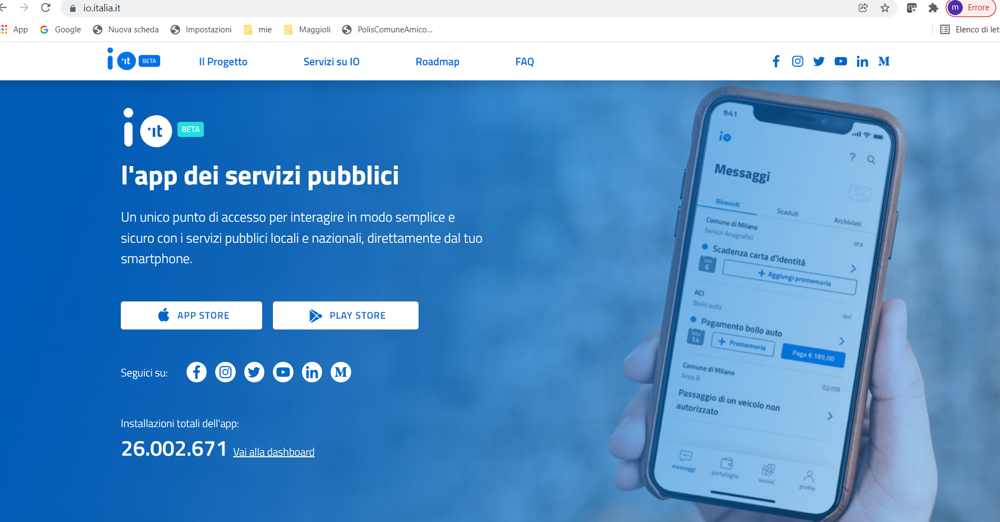 io.italia.it
m Errore
App Google Nuova scheda Impostazioni mie Maggioli PolisComuneAmico...
Elenco di let
io .it BETA Il Progetto Servizi su IO Roadmap FAQ
io .it BETA
l'app dei servizi pubblici
Un unico punto di accesso per interagire in modo semplice e
sicuro con i servizi pubblici locali e nazionali, direttamente dal tuo
smartphone.
APP STORE PLAY STORE
Seguici su:
Installazioni totali dell'app:
26.002.671 Vai alla dashboard
9:41
io
?
Messaggi
Ricevuti Scaduti Archiviati
Comune di Milano
Servizi Anagrafici
ora
Scadenza carta d'identità
APR
6
+ Aggiungi promemoria
ACI
Bollo auto
ieri
Pagamento bollo auto
MAG
14
+ Promemoria Paga € 189,00
Comune di Milano
Area B
02/09
Passaggio di un veicolo non
autorizzato
messaggi portafoglio servizi profilo